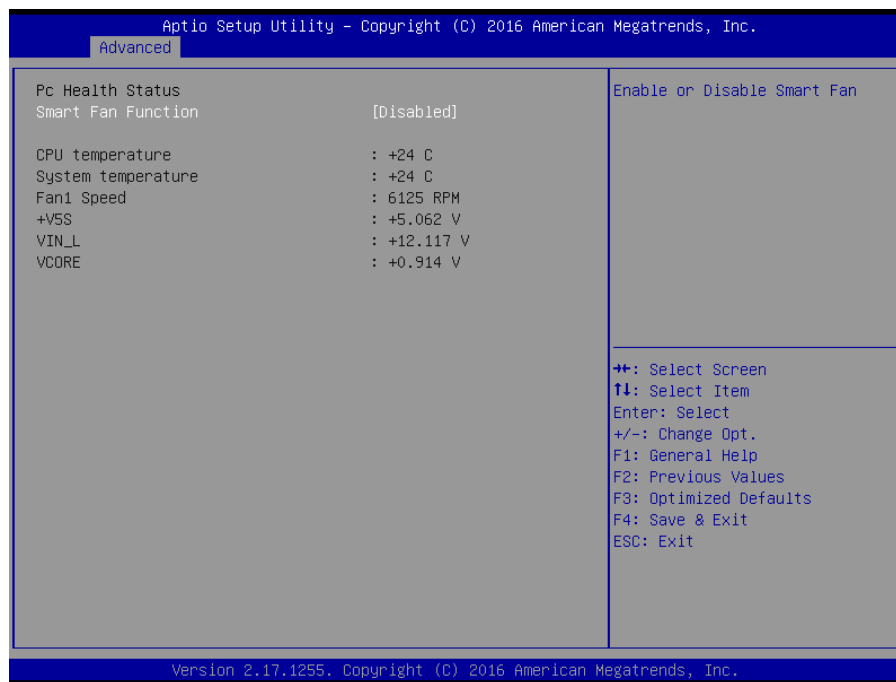 Aptio Setup Utility – Copyright (C) 2016 American Megatrends, Inc.
Advanced
Pc Health Status
Smart Fan Function [Disabled]
CPU temperature : +24 C
System temperature : +24 C
Fan1 Speed : 6125 RPM
+V5S : +5.062 V
VIN_L : +12.117 V
VCORE : +0.914 V
Enable or Disable Smart Fan
→←: Select Screen
↑↓: Select Item
Enter: Select
+/-: Change Opt.
F1: General Help
F2: Previous Values
F3: Optimized Defaults
F4: Save & Exit
ESC: Exit
Version 2.17.1255. Copyright (C) 2016 American Megatrends, Inc.